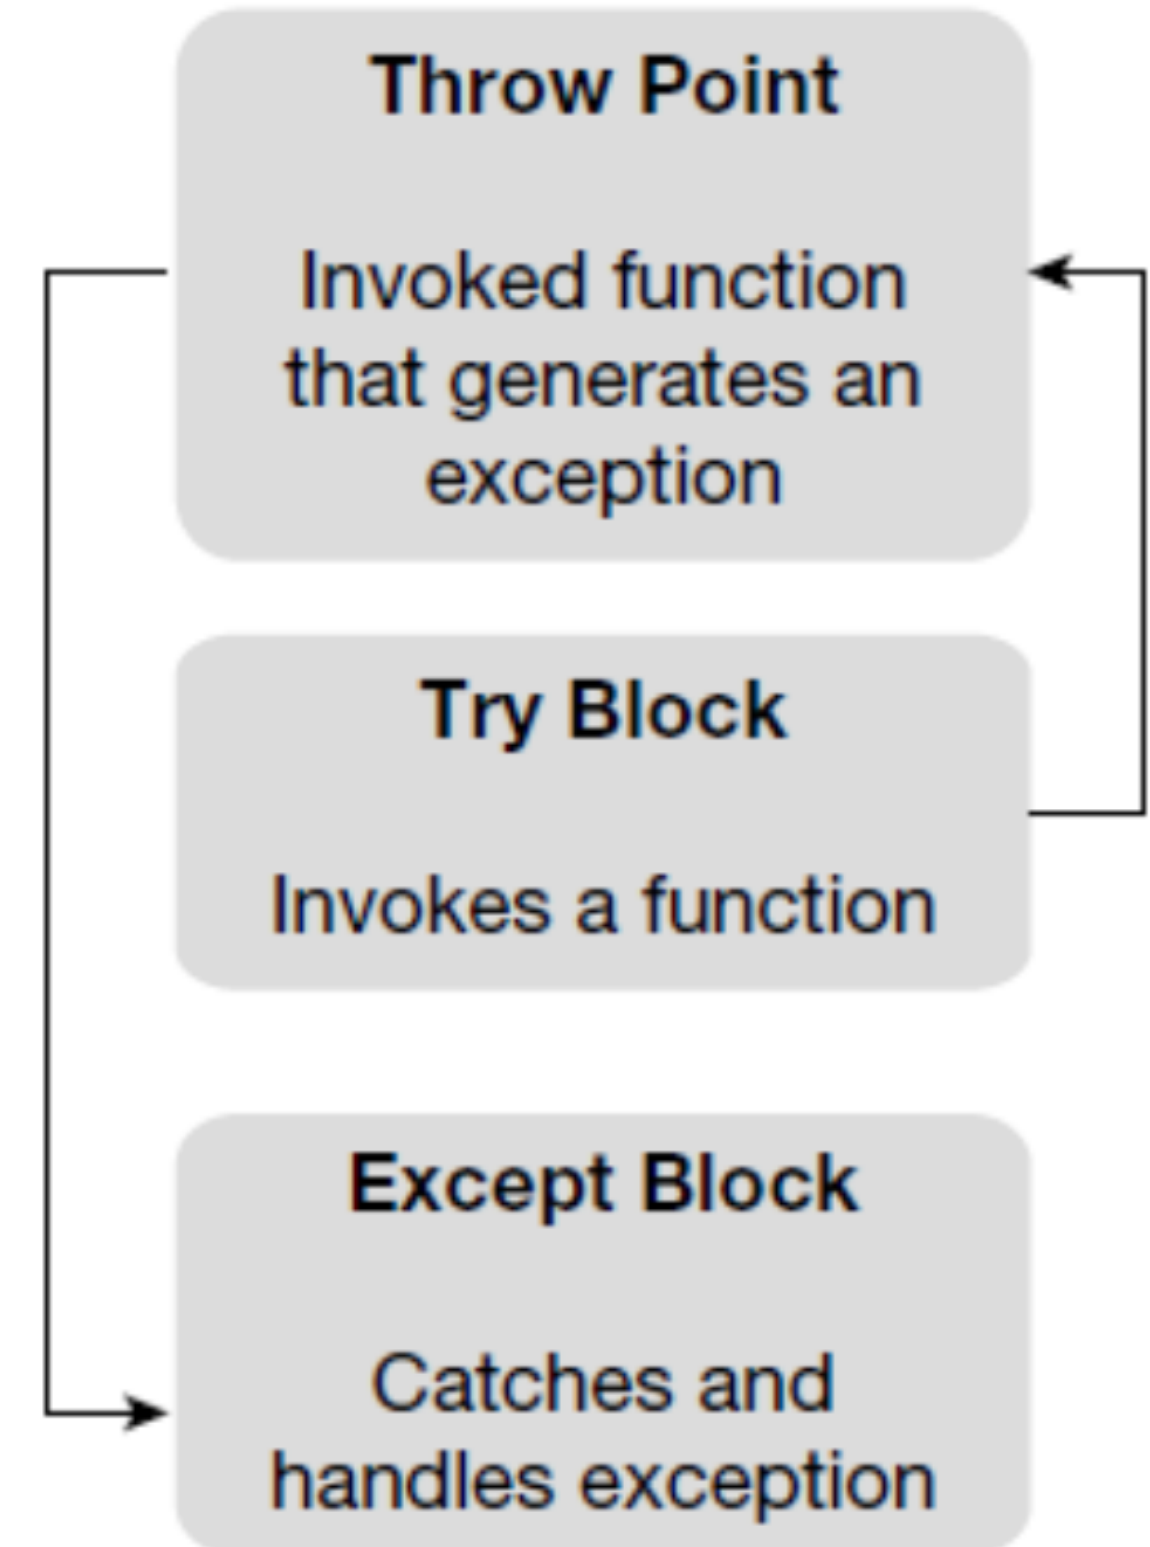 Throw Point
Invoked function
that generates an
exception
Try Block
Invokes a function
Except Block
Catches and
handles exception